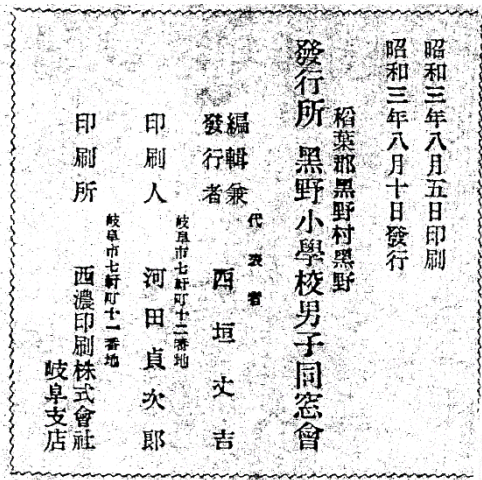 昭和三年八月五日印刷
昭和三年八月十日發行
稻葉郡黑野村黑野
發行所 黑野小學校男子同窓會
編輯兼發行者
代表者
西垣丈吉
岐阜市七軒町十二番地
印刷人 河田貞次郎
岐阜市七軒町十二番地
印刷所 西濃印刷株式會社
岐阜支店